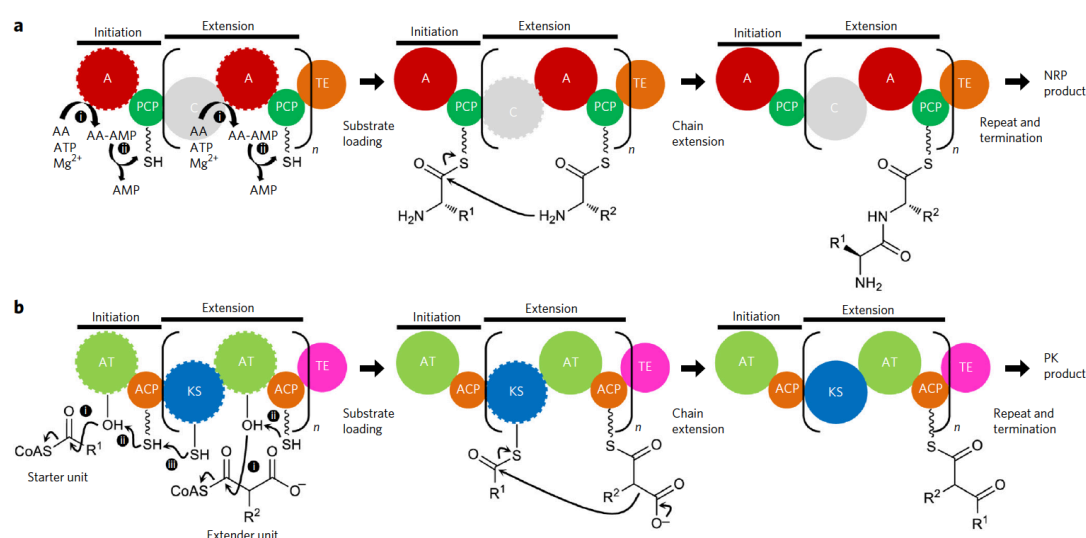 a
Initiation Extension
A C A TE
PCP PCP
i i
AA
ATP
Mg2+
AA-AMP
ii
SH
AMP
AA
ATP
Mg2+
AA-AMP
ii
SH
AMP
n
Substrate
loading
Initiation Extension
A C A TE
PCP PCP
n
S S
O O
H2N R1 H2N R2
Chain
extension
Initiation Extension
A C A TE
PCP PCP
n
S
O
HN R2
R1 O
NH2
Repeat and
termination
NRP
product
b
Initiation Extension
AT KS AT TE
ACP ACP
n
O i OH ii SH iii SH
CoAS R1
Starter unit
OH ii SH
i
O O
CoAS O−
R2
Extender unit
Substrate
loading
Initiation Extension
AT KS AT TE
ACP ACP
n
O S S
R1
O
R2 O
O−
Chain
extension
Initiation Extension
AT KS AT TE
ACP ACP
n
S
O
R2 O
R1
Repeat and
termination
PK
product